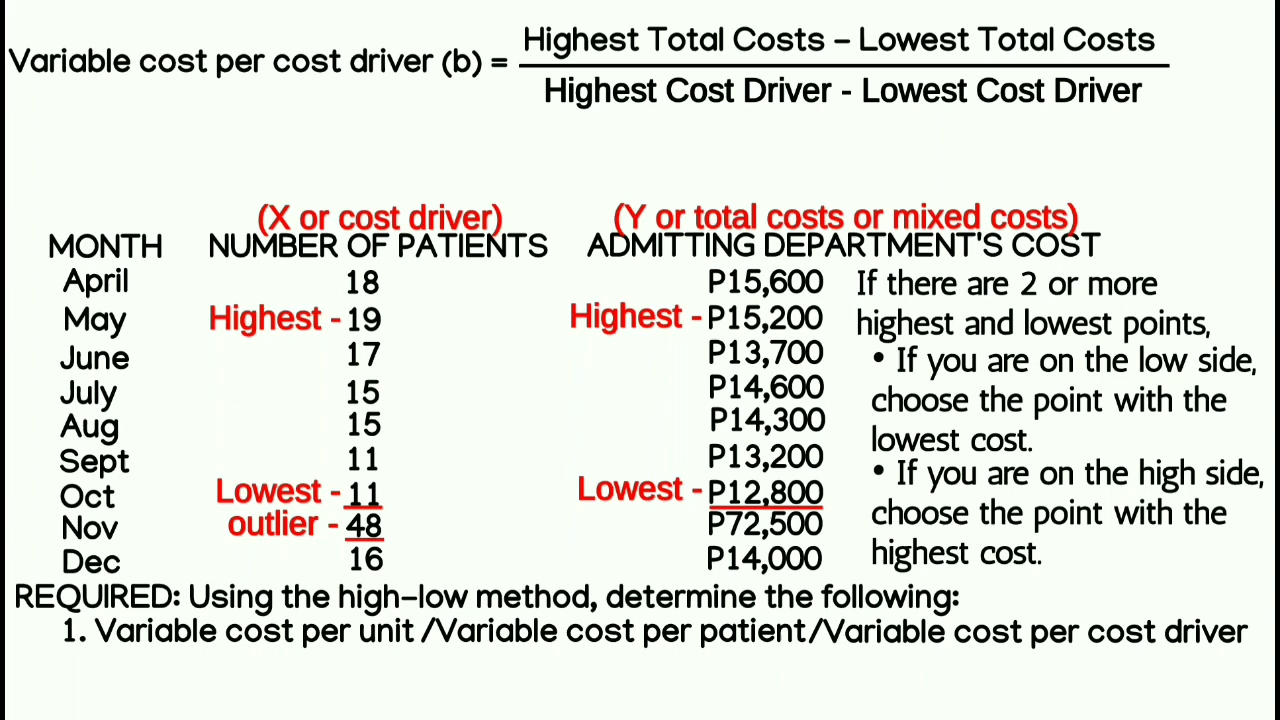 Highest Total Costs – Lowest Total Costs
Variable cost per cost driver (b) =
Highest Cost Driver - Lowest Cost Driver
(X or cost driver) (Y or total costs or mixed costs)
MONTH NUMBER OF PATIENTS ADMITTING DEPARTMENT'S COST
April 18 P15,600 If there are 2 or more
May Highest - 19 Highest - P15,200 highest and lowest points,
June 17 P13,700 • If you are on the low side,
July 15 P14,600 choose the point with the
Aug 15 P14,300 lowest cost.
Sept 11 P13,200 • If you are on the high side,
Oct Lowest - 11 Lowest - P12,800 choose the point with the
Nov outlier - 48 P72,500 highest cost.
Dec 16 P14,000
REQUIRED: Using the high–low method, determine the following:
1. Variable cost per unit /Variable cost per patient/Variable cost per cost driver